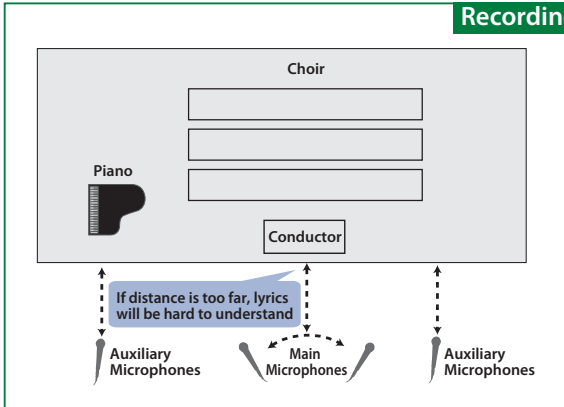 Recordin
Choir
Piano
Conductor
If distance is too far, lyrics
will be hard to understand
Auxiliary
Microphones
Main
Microphones
Auxiliary
Microphones